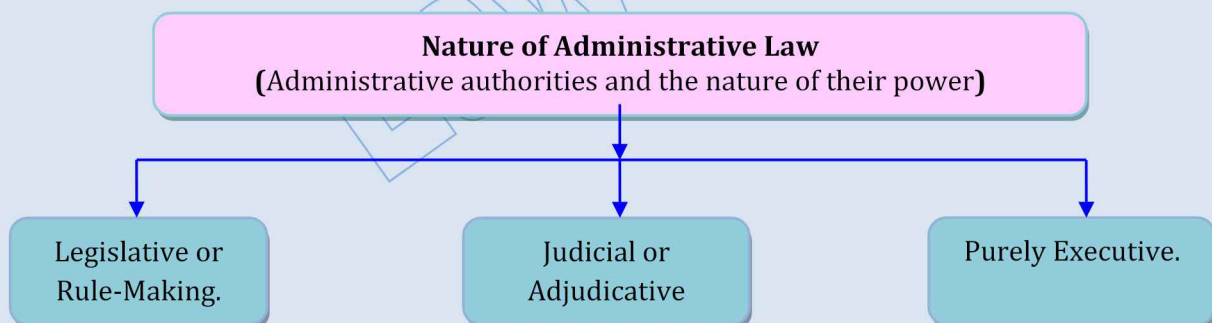 Nature of Administrative Law
(Administrative authorities and the nature of their power)
Legislative or
Rule-Making.
Judicial or
Adjudicative
Purely Executive.